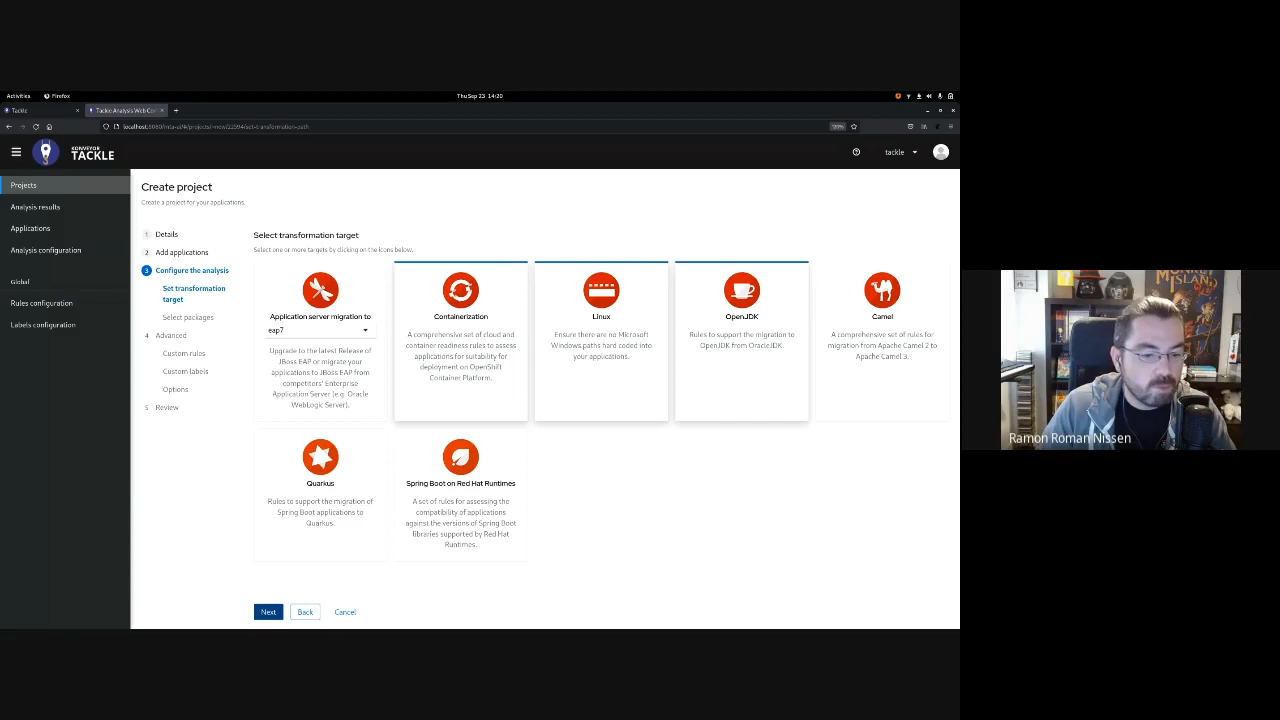 Activities
Firefox
Thu Sep 23 14:20
Tackle
Tackle Analysis Web Con
120%
KONVEYOR
TACKLE
tackle
Projects
Analysis results
Applications
Analysis configuration
Global
Rules configuration
Labels configuration
Create project
Create a project for your applications.
1 Details
2 Add applications
3 Configure the analysis
Set transformation
target
Select packages
4 Advanced
Custom rules
Custom labels
Options
5 Review
Select transformation target
Select one or more targets by clicking on the icons below.
Application server migration to
eap7
Upgrade to the latest Release of
JBoss EAP or migrate your
applications to JBoss EAP from
competitors' Enterprise
Application Server (e.g. Oracle
WebLogic Server).
Containerization
A comprehensive set of cloud and
container readiness rules to assess
applications for suitability for
deployment on OpenShift
Container Platform.
Linux
Ensure there are no Microsoft
Windows paths hard coded into
your applications.
OpenJDK
Rules to support the migration to
OpenJDK from OracleJDK.
Camel
A comprehensive set of rules for
migration from Apache Camel 2 to
Apache Camel 3.
Quarkus
Rules to support the migration of
Spring Boot applications to
Quarkus.
Spring Boot on Red Hat Runtimes
A set of rules for assessing the
compatibility of applications
against the versions of Spring Boot
libraries supported by Red Hat
Runtimes.
Next
Back
Cancel
MONKEY
ISLAND
Ramon Roman Nissen